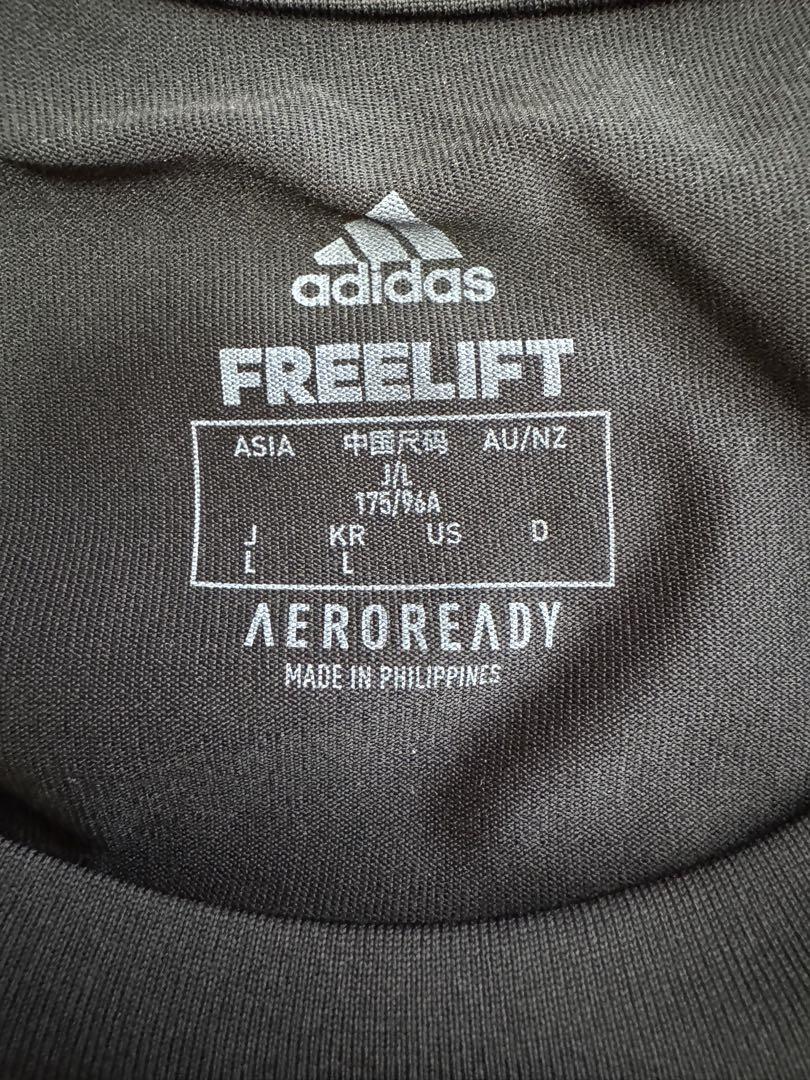 adidas
FREELIFT
ASIA 中国尺码 AU/NZ
J/L
175/96A
J KR US D
L L
AEROREADY
MADE IN PHILIPPINES